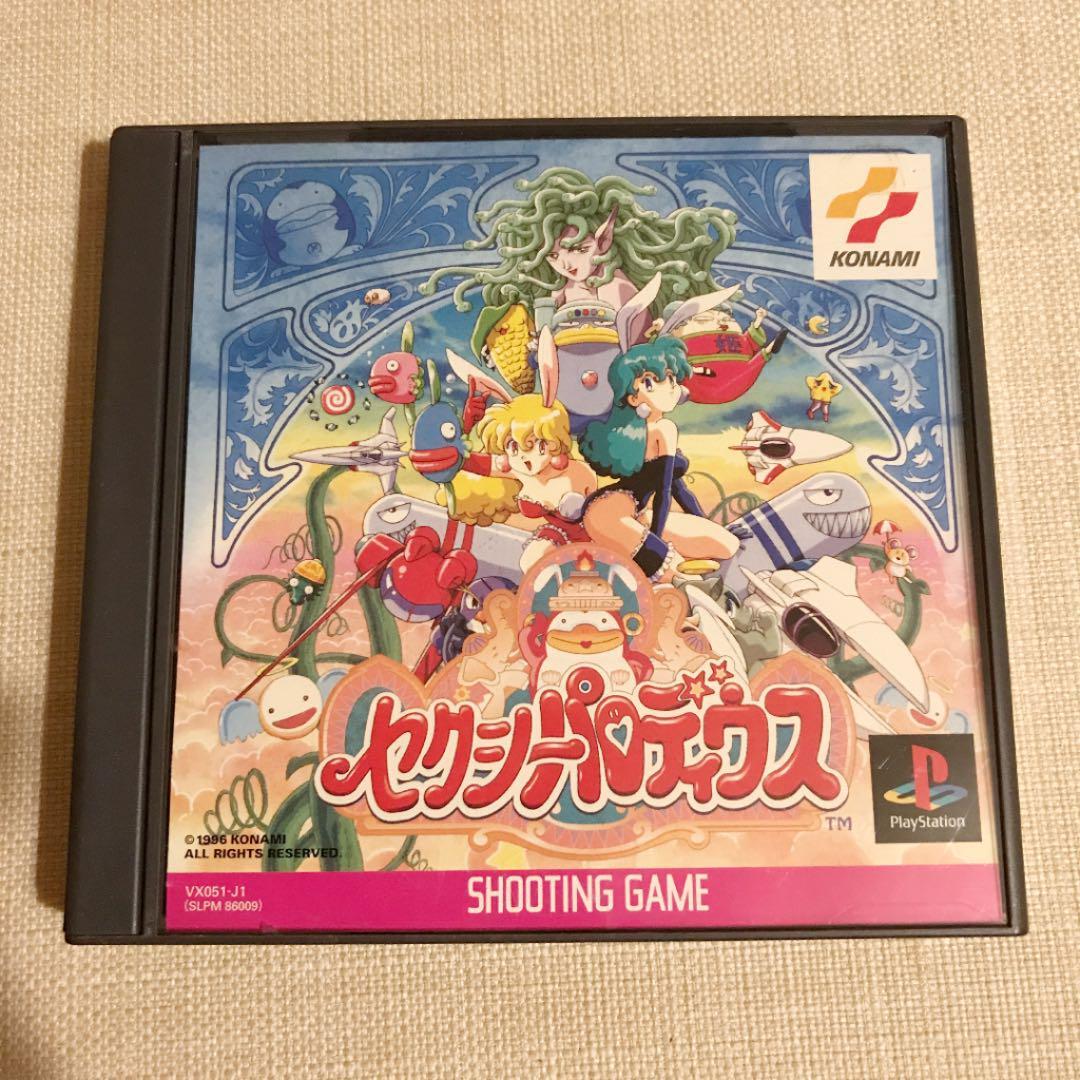 KONAMI
姫
セクシーパロディウス
TM
PlayStation
©1996 KONAMI
ALL RIGHTS RESERVED.
VX051-J1
(SLPM 86009)
SHOOTING GAME